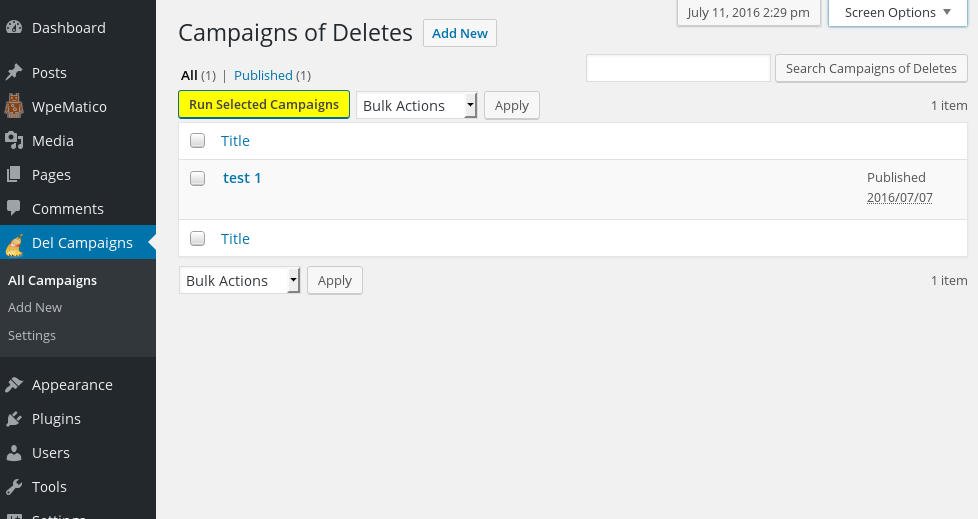 Dashboard
Posts
WpeMatico
Media
Pages
Comments
Del Campaigns
All Campaigns
Add New
Settings
Appearance
Plugins
Users
Tools
Settings
July 11, 2016 2:29 pm
Screen Options
Campaigns of Deletes Add New
All (1) | Published (1)
Search Campaigns of Deletes
Run Selected Campaigns Bulk Actions Apply 1 item
Title
test 1 Published
2016/07/07
Title
Bulk Actions Apply 1 item